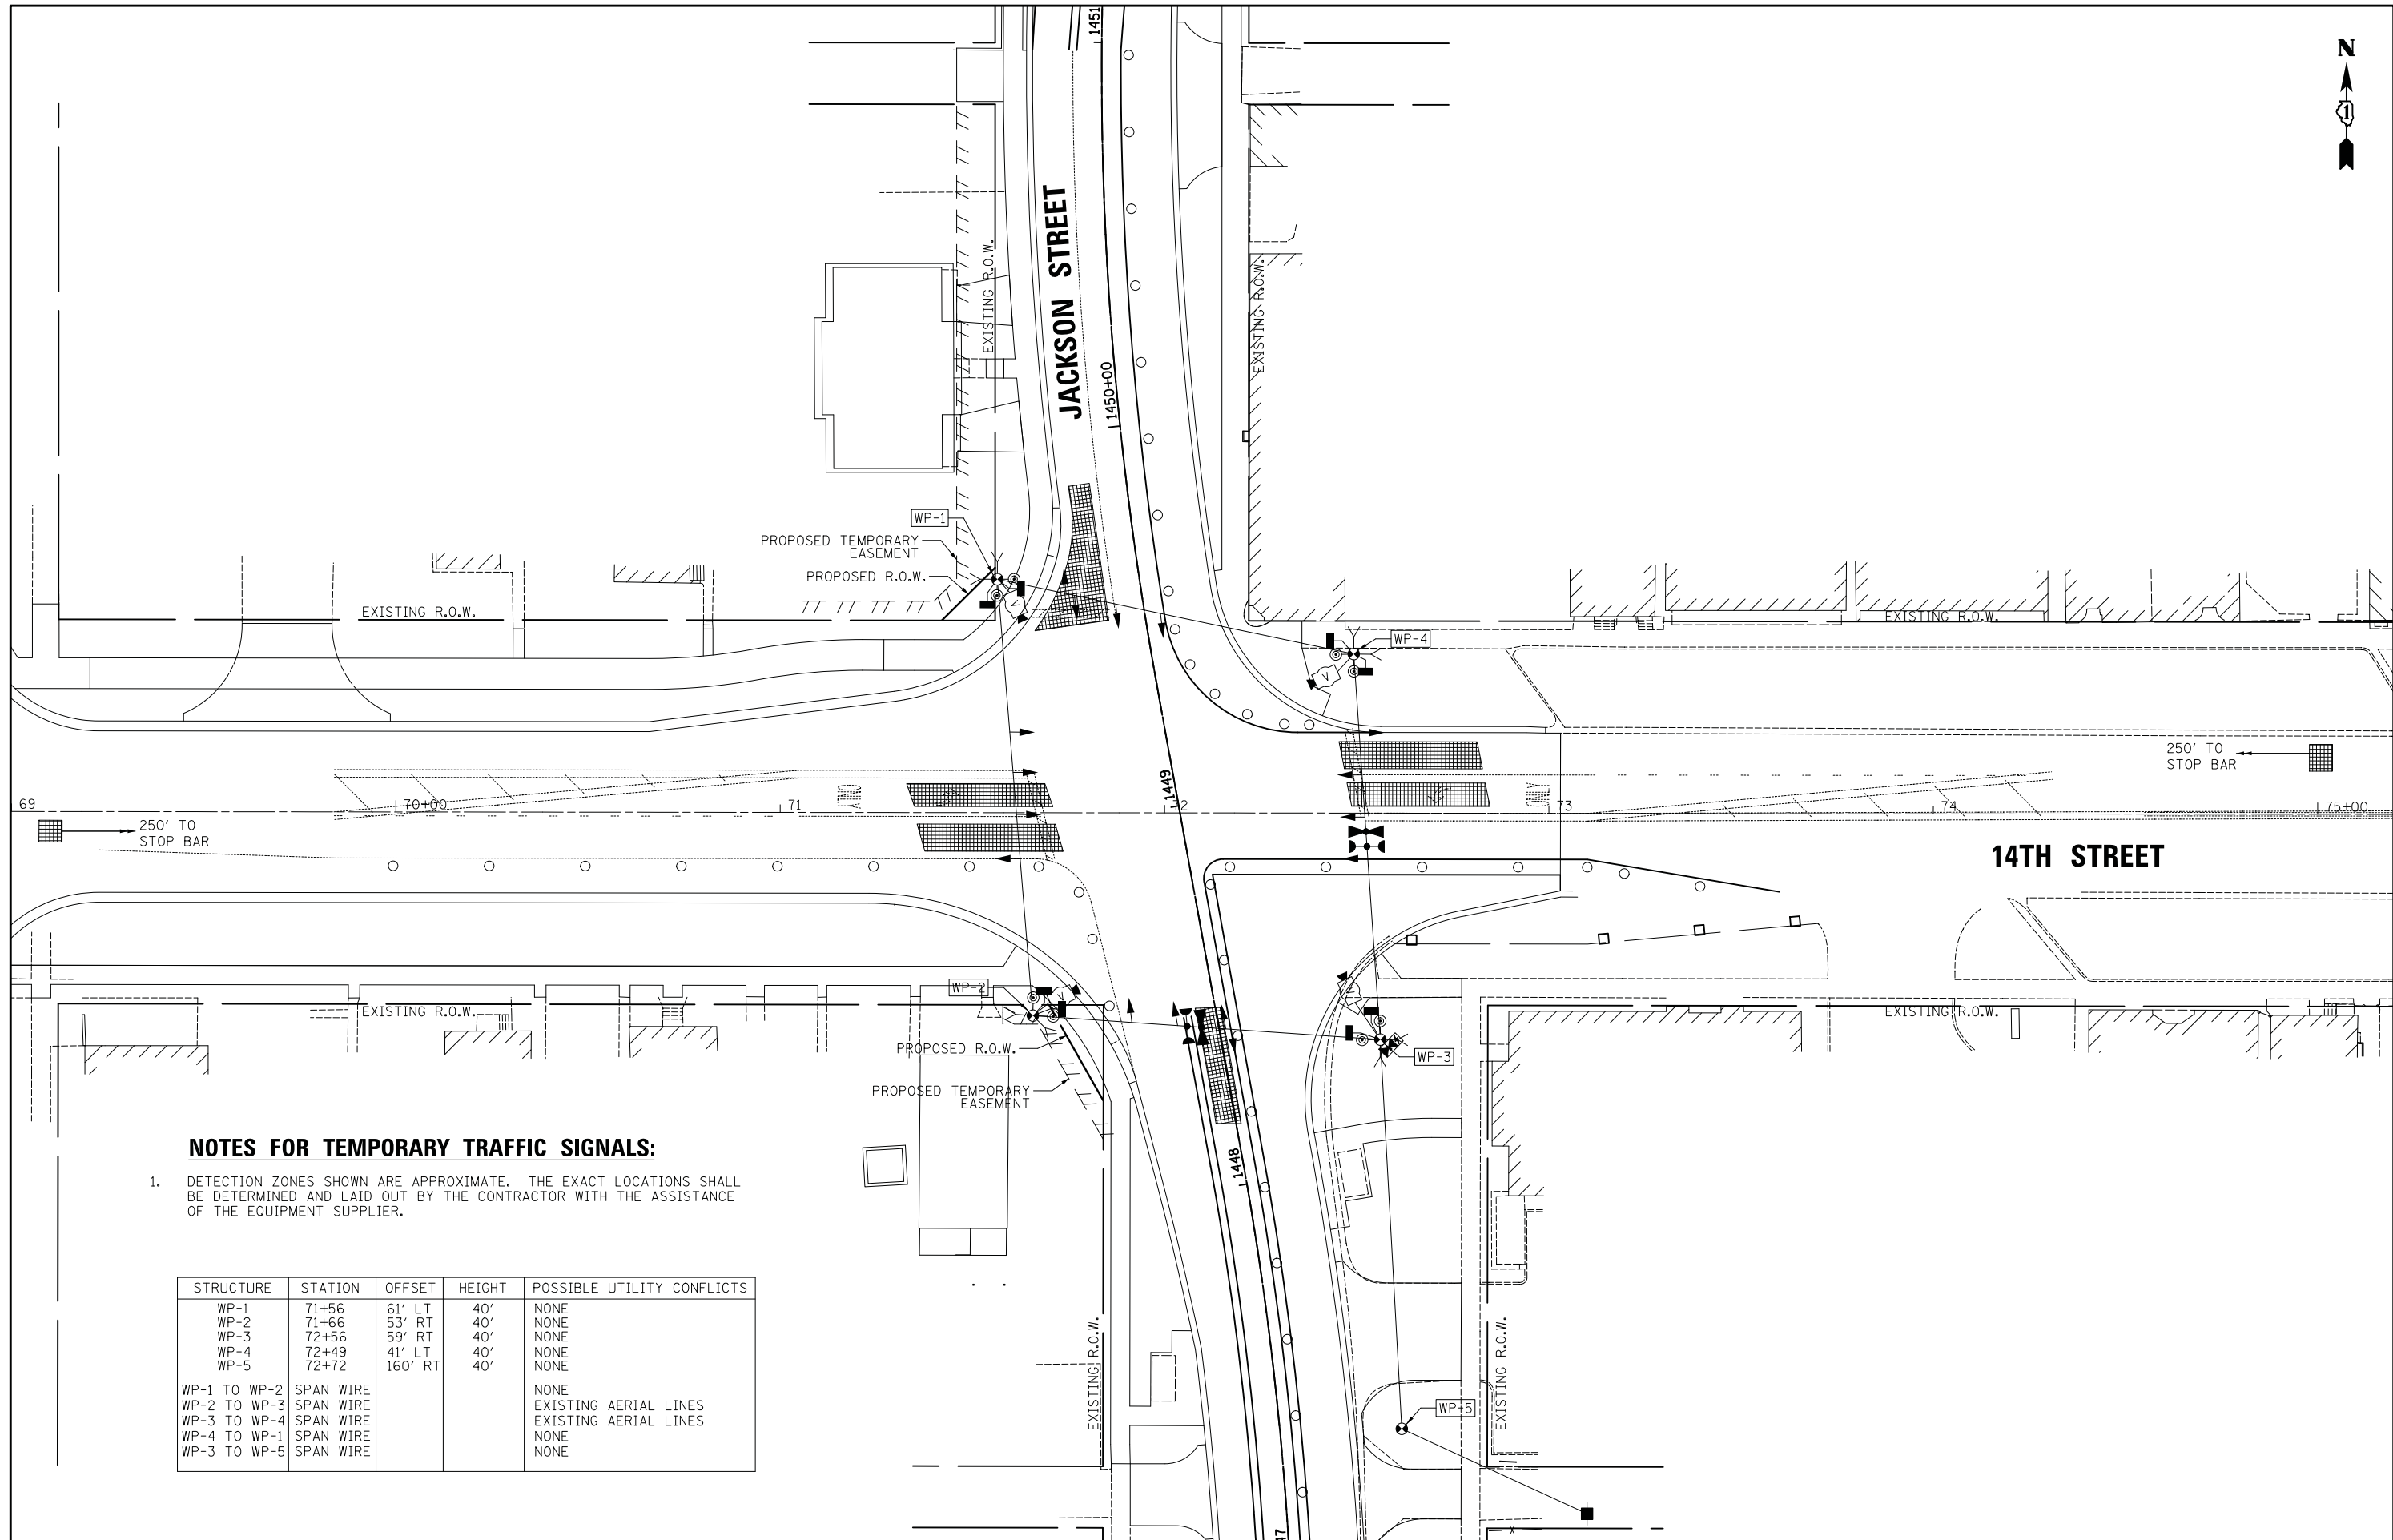 N
1
1451
JACKSON STREET
EXISTING R.O.W.
EXISTING R.O.W.
1450+00
WP-1
PROPOSED TEMPORARY
EASEMENT
PROPOSED R.O.W.
EXISTING R.O.W.
WP-4
EXISTING R.O.W.
250' TO
STOP BAR
1449
69
70+00
71
ONLY
72
ONLY
73
74
75+00
250' TO
STOP BAR
14TH STREET
WP-2
EXISTING R.O.W.
EXISTING R.O.W.
PROPOSED R.O.W.
WP-3
PROPOSED TEMPORARY
EASEMENT
1448
NOTES FOR TEMPORARY TRAFFIC SIGNALS:
1. DETECTION ZONES SHOWN ARE APPROXIMATE. THE EXACT LOCATIONS SHALL
BE DETERMINED AND LAID OUT BY THE CONTRACTOR WITH THE ASSISTANCE
OF THE EQUIPMENT SUPPLIER.
STRUCTURE STATION OFFSET HEIGHT POSSIBLE UTILITY CONFLICTS
WP-1 71+56 61' LT 40' NONE
WP-2 71+66 53' RT 40' NONE
WP-3 72+56 59' RT 40' NONE
WP-4 72+49 41' LT 40' NONE
WP-5 72+72 160' RT 40' NONE
WP-1 TO WP-2 SPAN WIRE NONE
WP-2 TO WP-3 SPAN WIRE EXISTING AERIAL LINES
WP-3 TO WP-4 SPAN WIRE EXISTING AERIAL LINES
WP-4 TO WP-1 SPAN WIRE NONE
WP-3 TO WP-5 SPAN WIRE NONE
EXISTING R.O.W.
EXISTING R.O.W.
WP-5
47
X